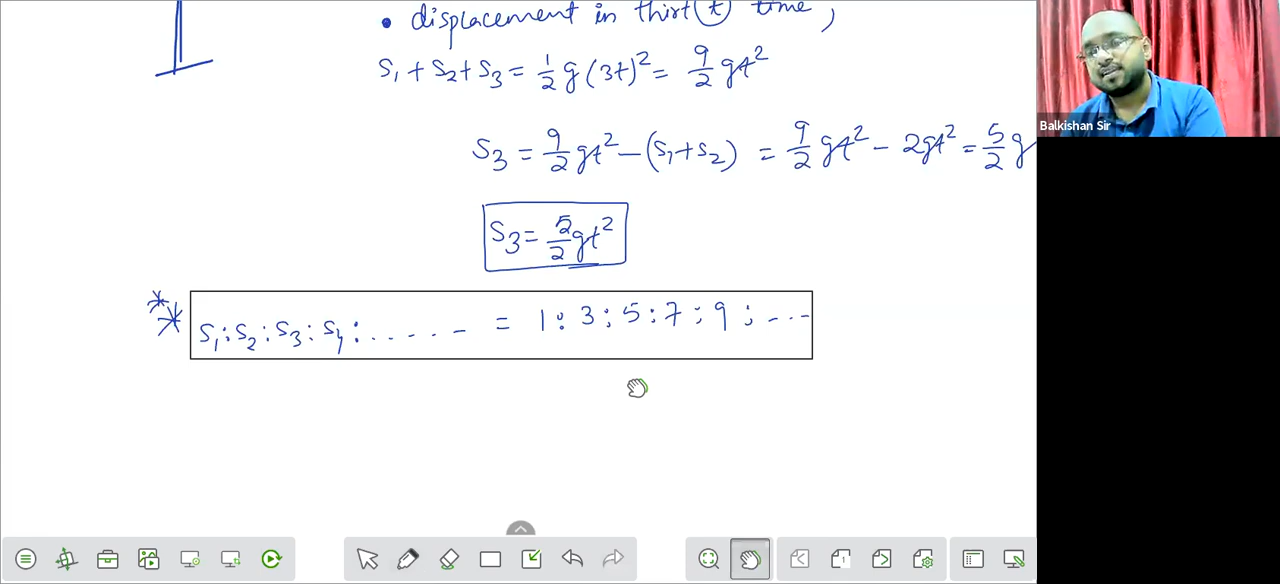 • displacement in thirt (t) time,
S₁ + S₂ + S₃ = 1/2 g (3t)² = 9/2 gt²
Balkishan Sir
S₃ = 9/2 gt² - (S₁ + S₂) = 9/2 gt² - 2gt² = 5/2 g
S₃ = 5/2 gt²
** S₁ : S₂ : S₃ : S₄ : ...... = 1 : 3 : 5 : 7 : 9 : ...
1